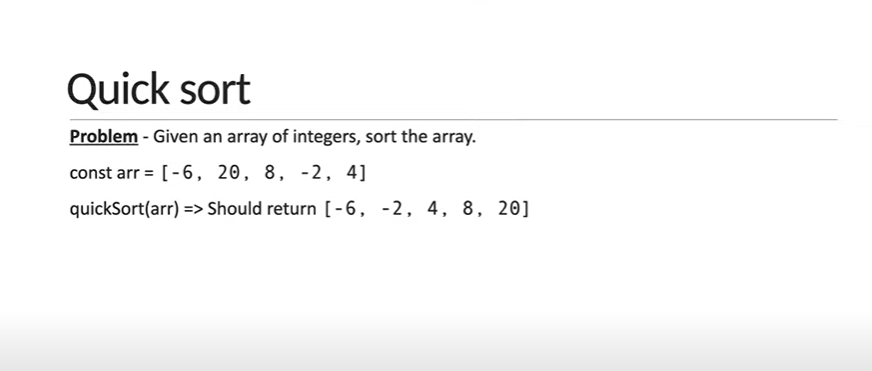 Quick sort
Problem - Given an array of integers, sort the array.
const arr = [-6, 20, 8, -2, 4]
quickSort(arr) => Should return [-6, -2, 4, 8, 20]